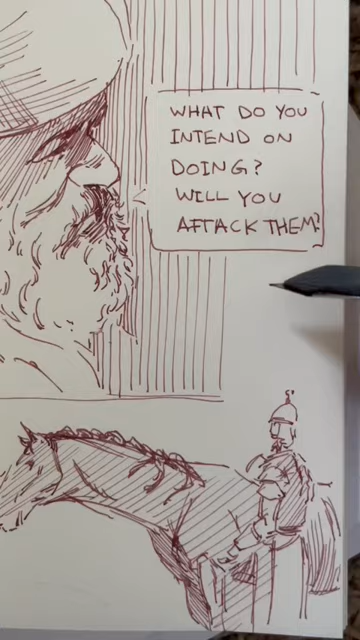 WHAT DO YOU
INTEND ON
DOING?
WILL YOU
ATTACK THEM?